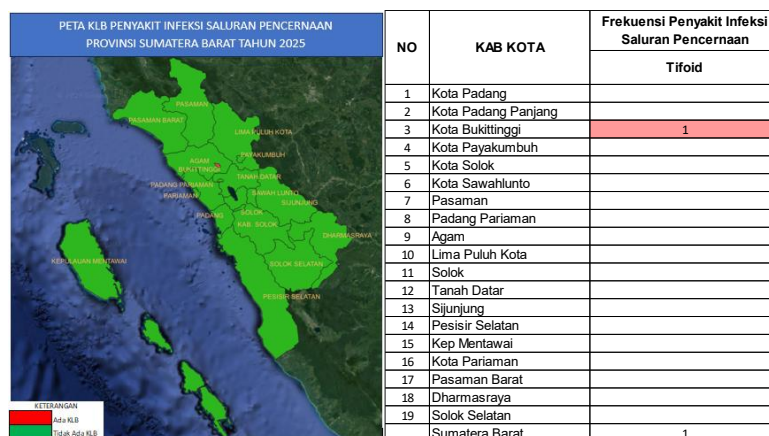 PETA KLB PENYAKIT INFEKSI SALURAN PENCERNAAN
PROVINSI SUMATERA BARAT TAHUN 2025
PASAMAN
PASAMAN BARAT
LIMA PULUH KOTA
PAYAKUMBUH
AGAM
BUKITTINGGI
TANAH DATAR
PADANG PARIAMAN
PARIAMAN
SAWAH LUNTO
SIJUNJUNG
PADANG
SOLOK
KAB. SOLOK
DHARMASRAYA
KEPULAUAN MENTAWAI
SOLOK SELATAN
PESISIR SELATAN
KETERANGAN
Ada KLB
Tidak Ada KLB
NO KAB KOTA Frekuensi Penyakit Infeksi
Saluran Pencernaan
Tifoid
1 Kota Padang
2 Kota Padang Panjang
3 Kota Bukittinggi 1
4 Kota Payakumbuh
5 Kota Solok
6 Kota Sawahlunto
7 Pasaman
8 Padang Pariaman
9 Agam
10 Lima Puluh Kota
11 Solok
12 Tanah Datar
13 Sijunjung
14 Pesisir Selatan
15 Kep Mentawai
16 Kota Pariaman
17 Pasaman Barat
18 Dharmasraya
19 Solok Selatan
Sumatera Barat 1